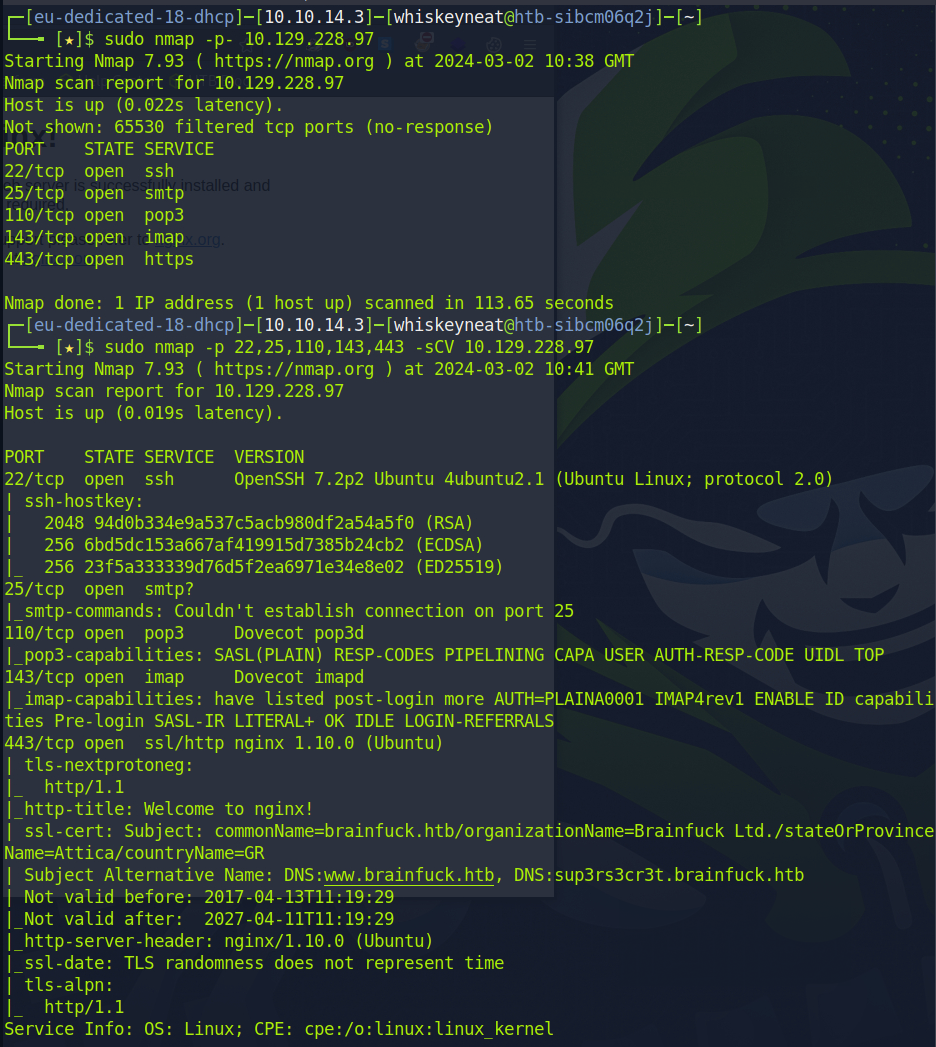 ┌─[eu-dedicated-18-dhcp]─[10.10.14.3]─[whiskeyneat@htb-sibcm06q2j]─[~]
└──╼ [★]$ sudo nmap -p- 10.129.228.97
Starting Nmap 7.93 ( https://nmap.org ) at 2024-03-02 10:38 GMT
Nmap scan report for 10.129.228.97
Host is up (0.022s latency).
Not shown: 65530 filtered tcp ports (no-response)
PORT    STATE SERVICE
22/tcp  open  ssh
25/tcp  open  smtp
110/tcp open  pop3
143/tcp open  imap
443/tcp open  https

Nmap done: 1 IP address (1 host up) scanned in 113.65 seconds
┌─[eu-dedicated-18-dhcp]─[10.10.14.3]─[whiskeyneat@htb-sibcm06q2j]─[~]
└──╼ [★]$ sudo nmap -p 22,25,110,143,443 -sCV 10.129.228.97
Starting Nmap 7.93 ( https://nmap.org ) at 2024-03-02 10:41 GMT
Nmap scan report for 10.129.228.97
Host is up (0.019s latency).

PORT    STATE SERVICE  VERSION
22/tcp  open  ssh      OpenSSH 7.2p2 Ubuntu 4ubuntu2.1 (Ubuntu Linux; protocol 2.0)
| ssh-hostkey:
|   2048 94d0b334e9a537c5acb980df2a54a5f0 (RSA)
|   256 6bd5dc153a667af419915d7385b24cb2 (ECDSA)
|_  256 23f5a333339d76d5f2ea6971e34e8e02 (ED25519)
25/tcp  open  smtp?
|_smtp-commands: Couldn't establish connection on port 25
110/tcp open  pop3     Dovecot pop3d
|_pop3-capabilities: SASL(PLAIN) RESP-CODES PIPELINING CAPA USER AUTH-RESP-CODE UIDL TOP
143/tcp open  imap     Dovecot imapd
|_imap-capabilities: have listed post-login more AUTH=PLAINA0001 IMAP4rev1 ENABLE ID capabili
ties Pre-login SASL-IR LITERAL+ OK IDLE LOGIN-REFERRALS
443/tcp open  ssl/http nginx 1.10.0 (Ubuntu)
| tls-nextprotoneg:
|_  http/1.1
|_http-title: Welcome to nginx!
| ssl-cert: Subject: commonName=brainfuck.htb/organizationName=Brainfuck Ltd./stateOrProvince
Name=Attica/countryName=GR
| Subject Alternative Name: DNS:www.brainfuck.htb, DNS:sup3rs3cr3t.brainfuck.htb
| Not valid before: 2017-04-13T11:19:29
|_Not valid after:  2027-04-11T11:19:29
|_http-server-header: nginx/1.10.0 (Ubuntu)
|_ssl-date: TLS randomness does not represent time
| tls-alpn:
|_  http/1.1
Service Info: OS: Linux; CPE: cpe:/o:linux:linux_kernel